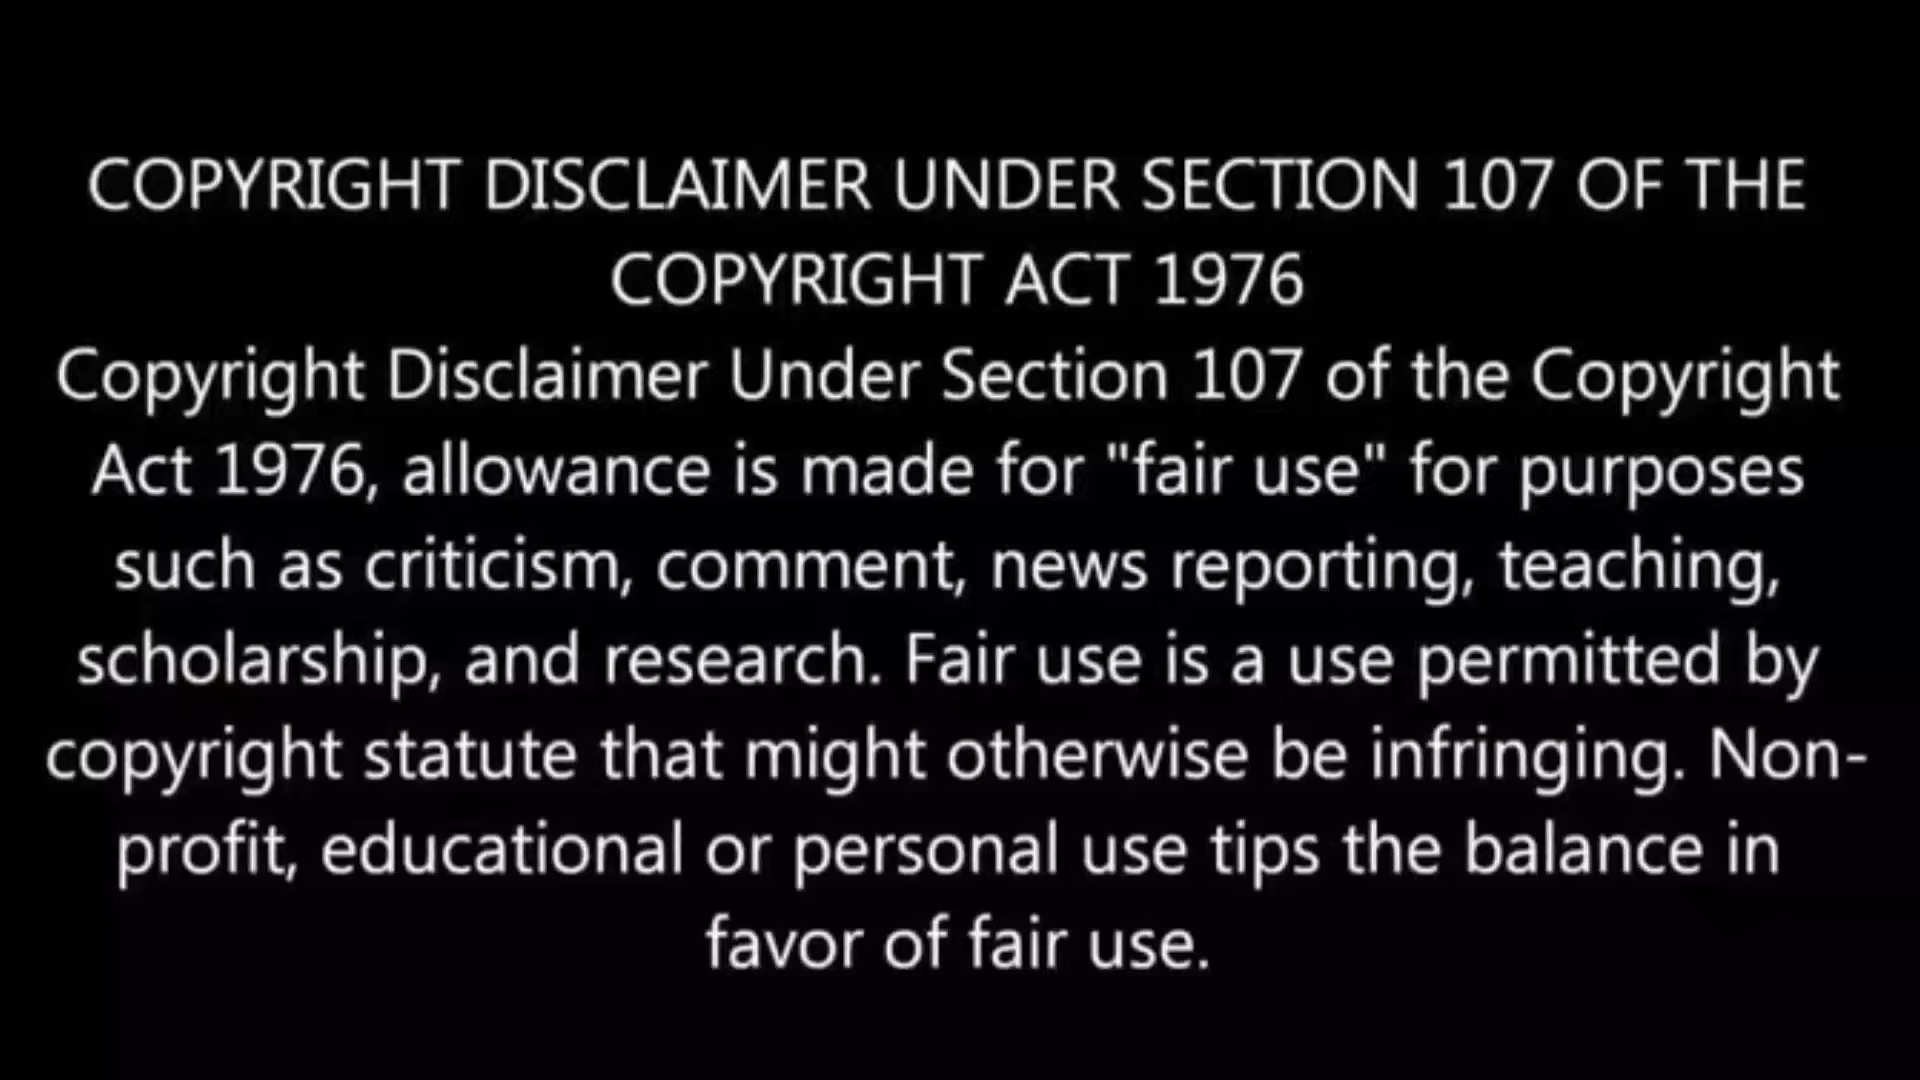 COPYRIGHT DISCLAIMER UNDER SECTION 107 OF THE
COPYRIGHT ACT 1976
Copyright Disclaimer Under Section 107 of the Copyright
Act 1976, allowance is made for "fair use" for purposes
such as criticism, comment, news reporting, teaching,
scholarship, and research. Fair use is a use permitted by
copyright statute that might otherwise be infringing. Non-
profit, educational or personal use tips the balance in
favor of fair use.